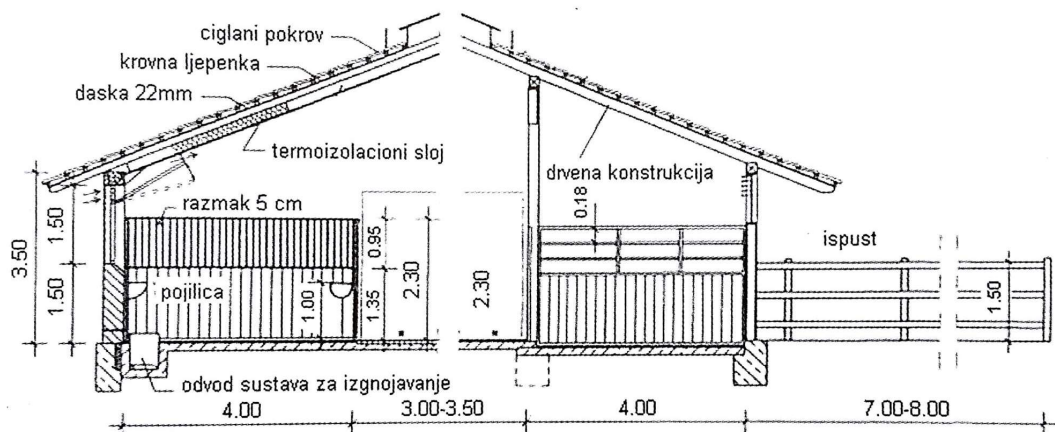 ciglani pokrov
krovna ljepenka
daska 22mm
termoizolacioni sloj
drvena konstrukcija
razmak 5 cm
0.18
ispust
3.50
1.50
1.50
pojilica
1.00
1.35
0.95
2.30
2.30
1.50
odvod sustava za izgnojavanje
4.00
3.00-3.50
4.00
7.00-8.00